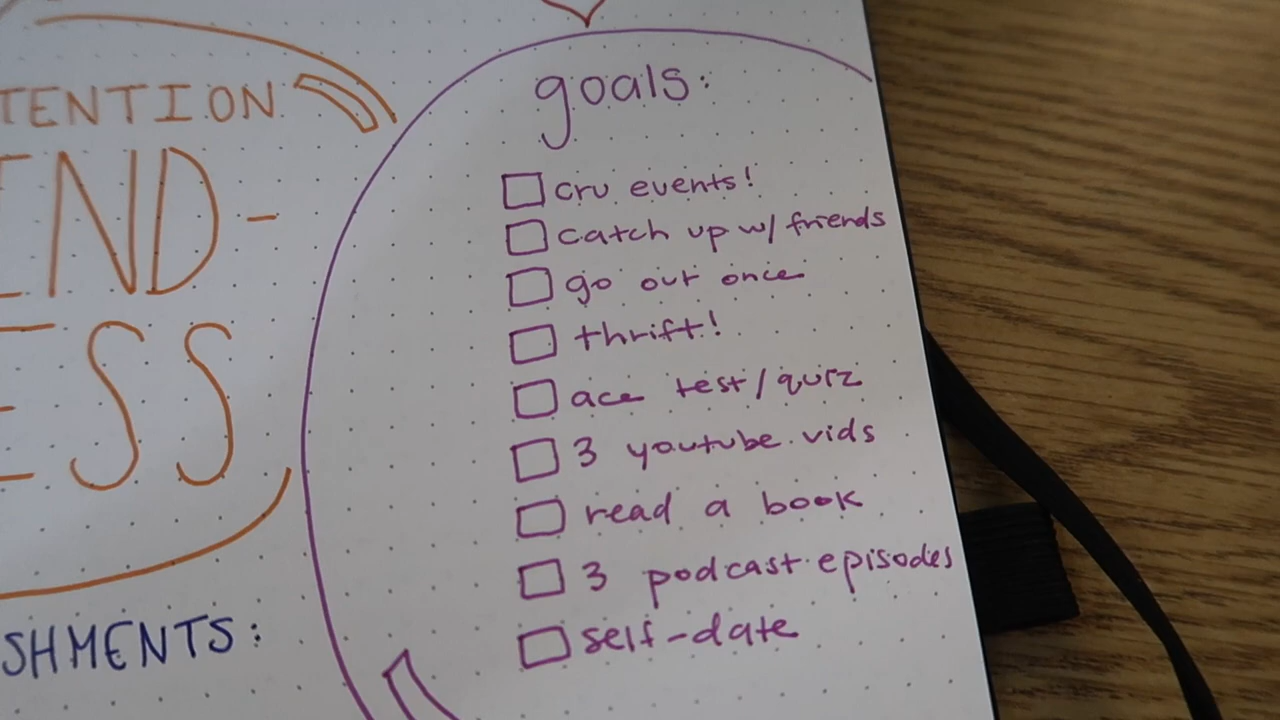 TENTION
END-
ESS
SHMENTS:
goals:
cru events!
catch up w/ friends
go out once
thrift!
ace test/quiz
3 youtube vids
read a book
3 podcast episodes
self-date